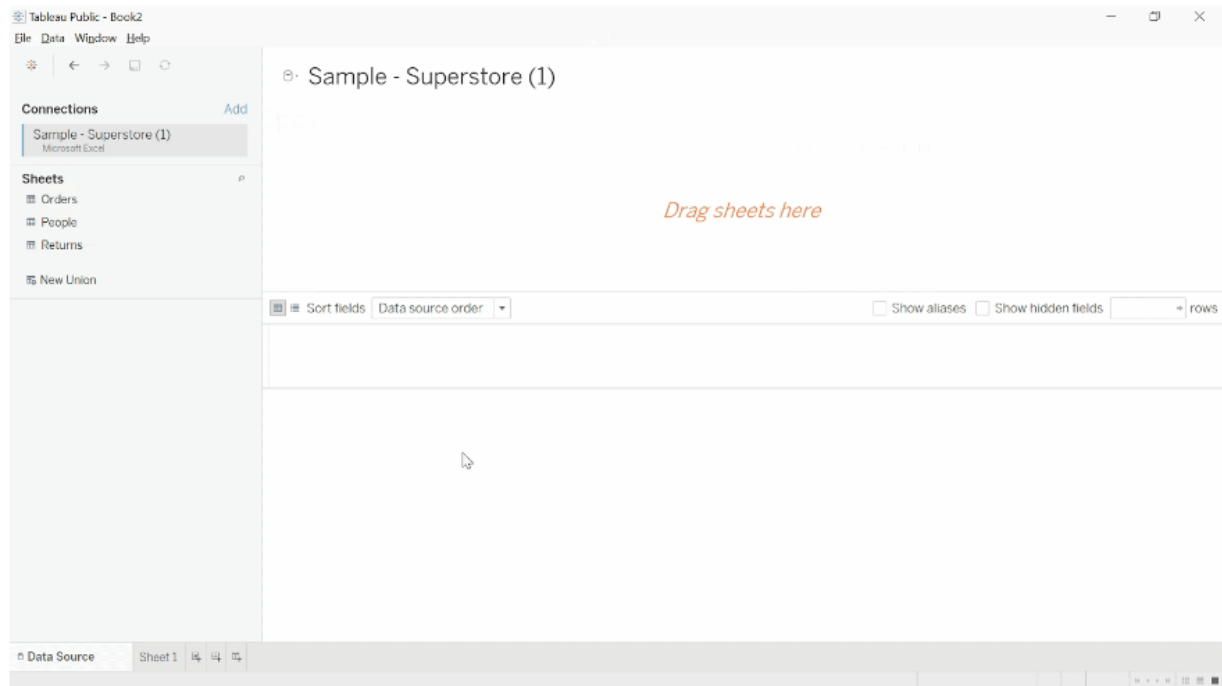 Tableau Public - Book2
File Data Window Help
Connections Add
Sample - Superstore (1)
Microsoft Excel
Sheets
Orders
People
Returns
New Union
Sample - Superstore (1)
Drag sheets here
Sort fields Data source order Show aliases Show hidden fields rows
Data Source Sheet 1